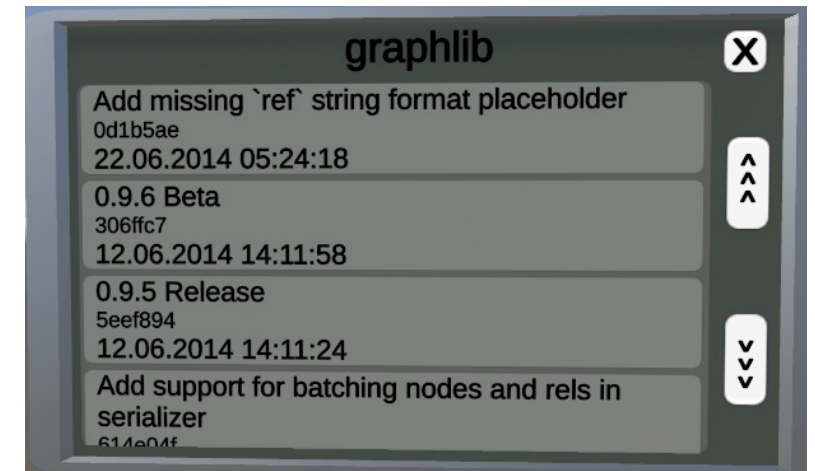 graphlib
X
Add missing `ref` string format placeholder
0d1b5ae
22.06.2014 05:24:18
0.9.6 Beta
306ffc7
12.06.2014 14:11:58
0.9.5 Release
5eef894
12.06.2014 14:11:24
Add support for batching nodes and rels in
serializer
614e04f